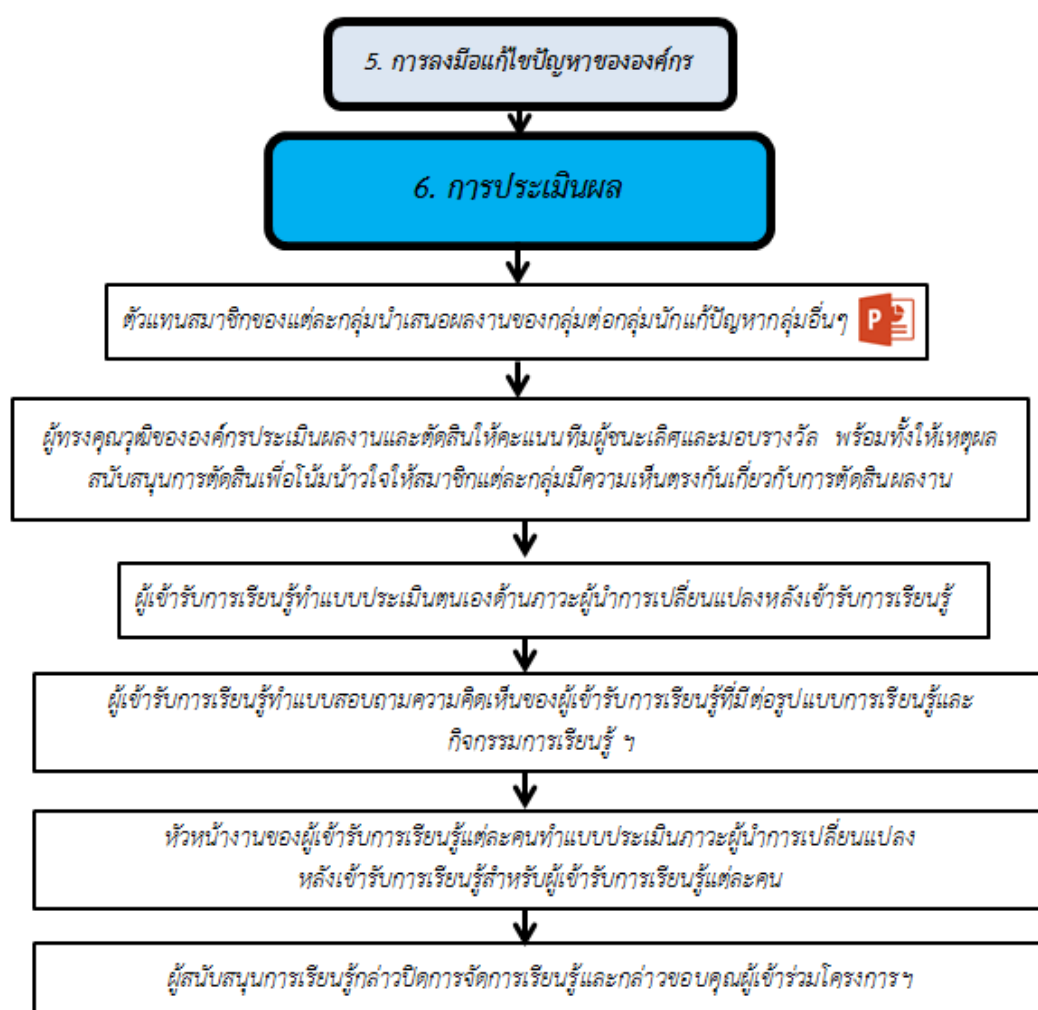 5. การลงมือแก้ไขปัญหาขององค์กร
6. การประเมินผล
ตัวแทนสมาชิกของแต่ละกลุ่มนำเสนอผลงานของกลุ่มต่อกลุ่มนักแก้ปัญหากลุ่มอื่นๆ
P
ผู้ทรงคุณวุฒิขององค์กรประเมินผลงานและตัดสินให้คะแนนทีมผู้ชนะเลิศและมอบรางวัล พร้อมทั้งให้เหตุผล
สนับสนุนการตัดสินเพื่อโน้มน้าวใจให้สมาชิกแต่ละกลุ่มมีความเห็นตรงกันเกี่ยวกับการตัดสินผลงาน
ผู้เข้ารับการเรียนรู้ทำแบบประเมินตนเองด้านภาวะผู้นำการเปลี่ยนแปลงหลังเข้ารับการเรียนรู้
ผู้เข้ารับการเรียนรู้ทำแบบสอบถามความคิดเห็นของผู้เข้ารับการเรียนรู้ที่มีต่อรูปแบบการเรียนรู้และ
กิจกรรมการเรียนรู้ ฯ
หัวหน้างานของผู้เข้ารับการเรียนรู้แต่ละคนทำแบบประเมินภาวะผู้นำการเปลี่ยนแปลง
หลังเข้ารับการเรียนรู้สำหรับผู้เข้ารับการเรียนรู้แต่ละคน
ผู้สนับสนุนการเรียนรู้กล่าวปิดการจัดการเรียนรู้และกล่าวขอบคุณผู้เข้าร่วมโครงการฯ